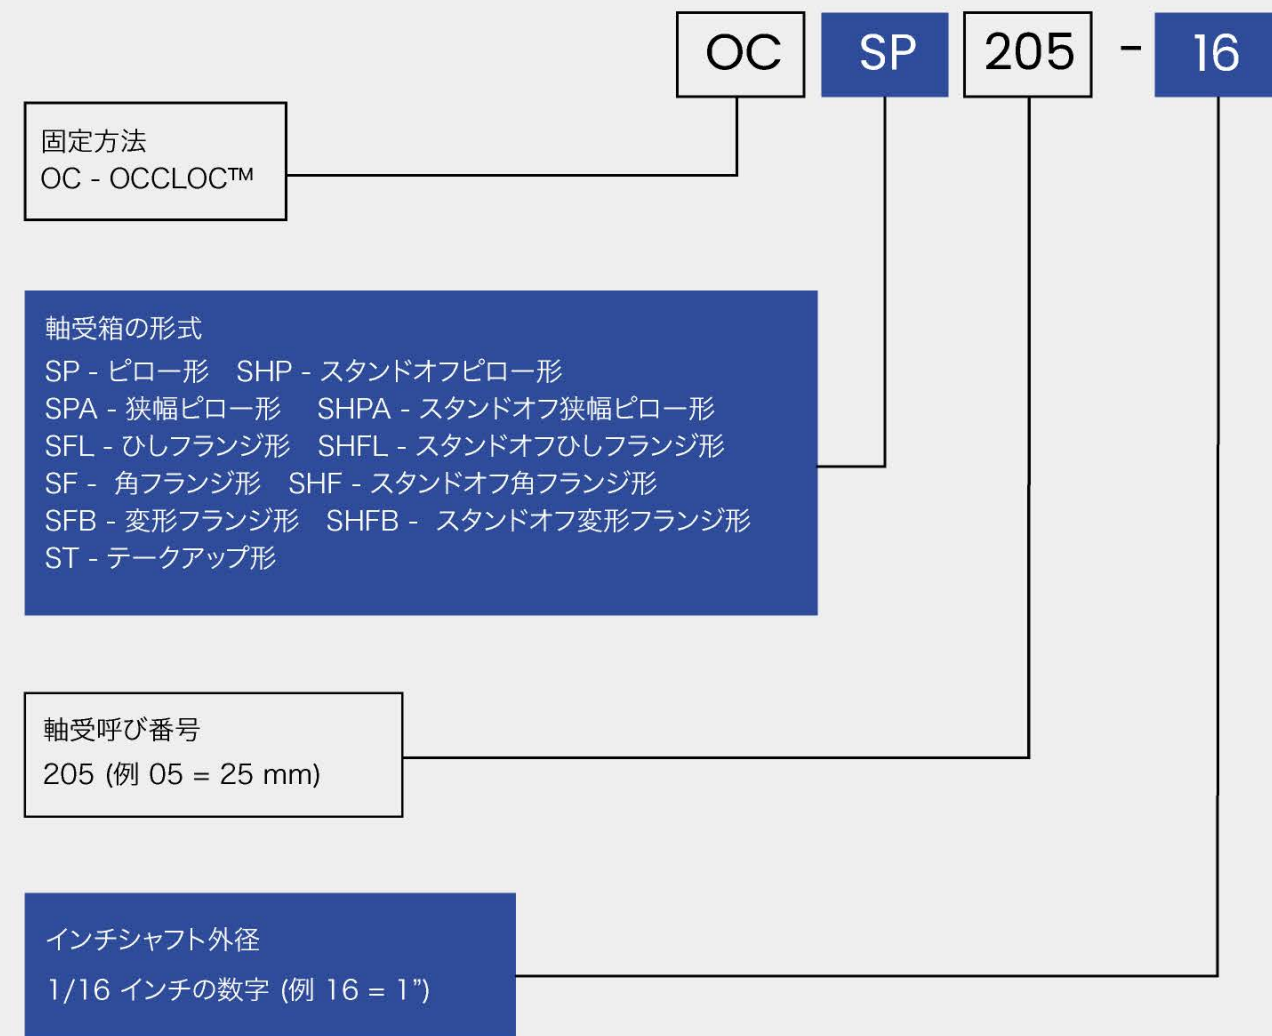 OC SP 205 - 16
固定方法
OC - OCCLOC™
軸受箱の形式
SP - ピロー形 SHP - スタンドオフピロー形
SPA - 狭幅ピロー形 SHPA - スタンドオフ狭幅ピロー形
SFL - ひしフランジ形 SHFL - スタンドオフひしフランジ形
SF - 角フランジ形 SHF - スタンドオフ角フランジ形
SFB - 変形フランジ形 SHFB - スタンドオフ変形フランジ形
ST - テークアップ形
軸受呼び番号
205 (例 05 = 25 mm)
インチシャフト外径
1/16 インチの数字 (例 16 = 1”)